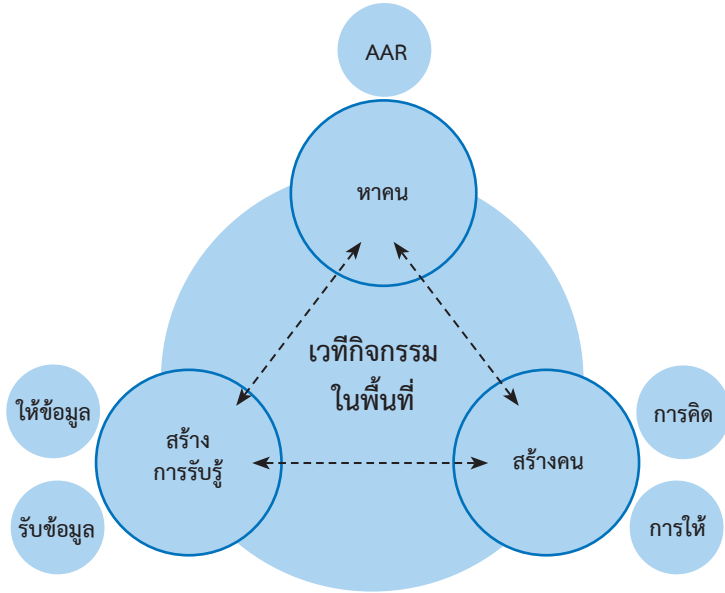 AAR
หาคน
เวทีกิจกรรม
ในพื้นที่
ให้ข้อมูล
รับข้อมูล
สร้าง
การรับรู้
สร้างคน
การคิด
การให้